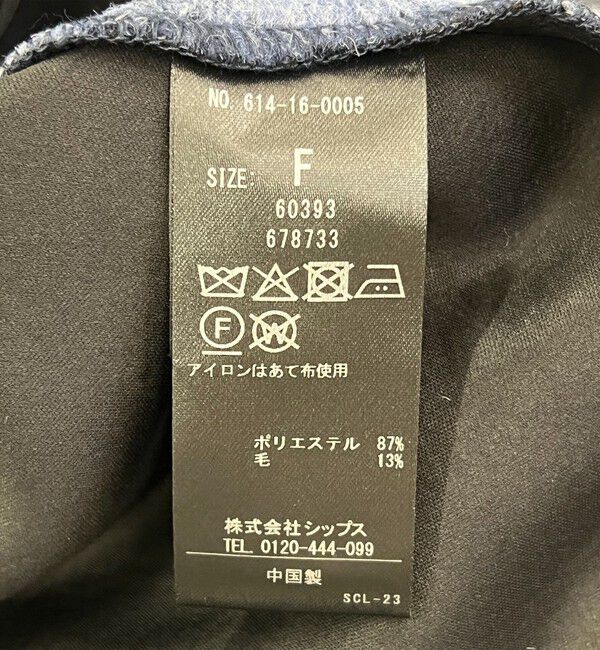 NO. 614-16-0005
SIZE: F
60393
678733
F W
アイロンはあて布使用
ポリエステル 87%
毛 13%
株式会社シップス
TEL. 0120-444-099
中国製
SCL-23